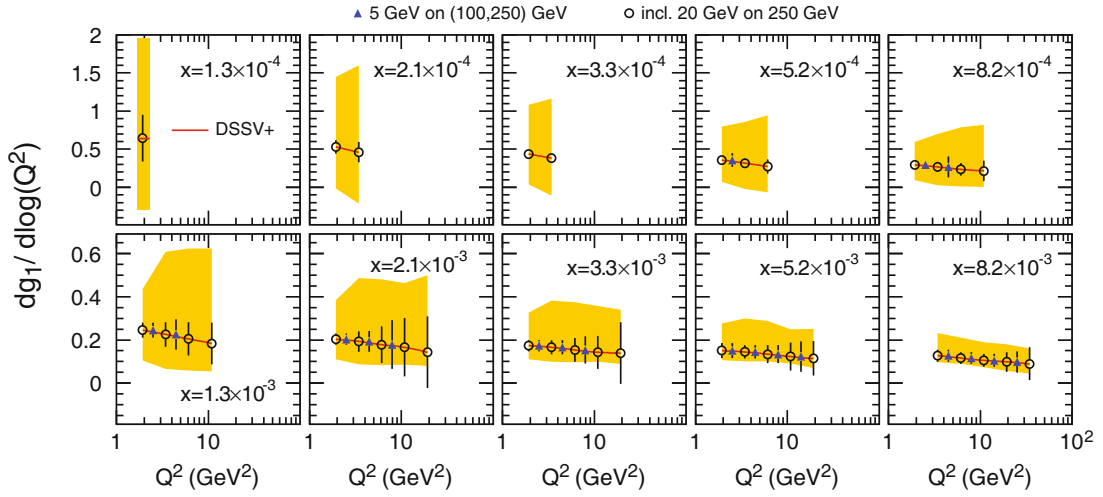 5 GeV on (100,250) GeV
incl. 20 GeV on 250 GeV
dg₁/ dlog(Q²)
2
1.5
1
0.5
0
x=1.3×10⁻⁴
DSSV+
x=2.1×10⁻⁴
x=3.3×10⁻⁴
x=5.2×10⁻⁴
x=8.2×10⁻⁴
0.6
0.4
0.2
0
x=1.3×10⁻³
x=2.1×10⁻³
x=3.3×10⁻³
x=5.2×10⁻³
x=8.2×10⁻³
1 10 1 10 1 10 1 10 1 10 10²
Q² (GeV²) Q² (GeV²) Q² (GeV²) Q² (GeV²) Q² (GeV²)